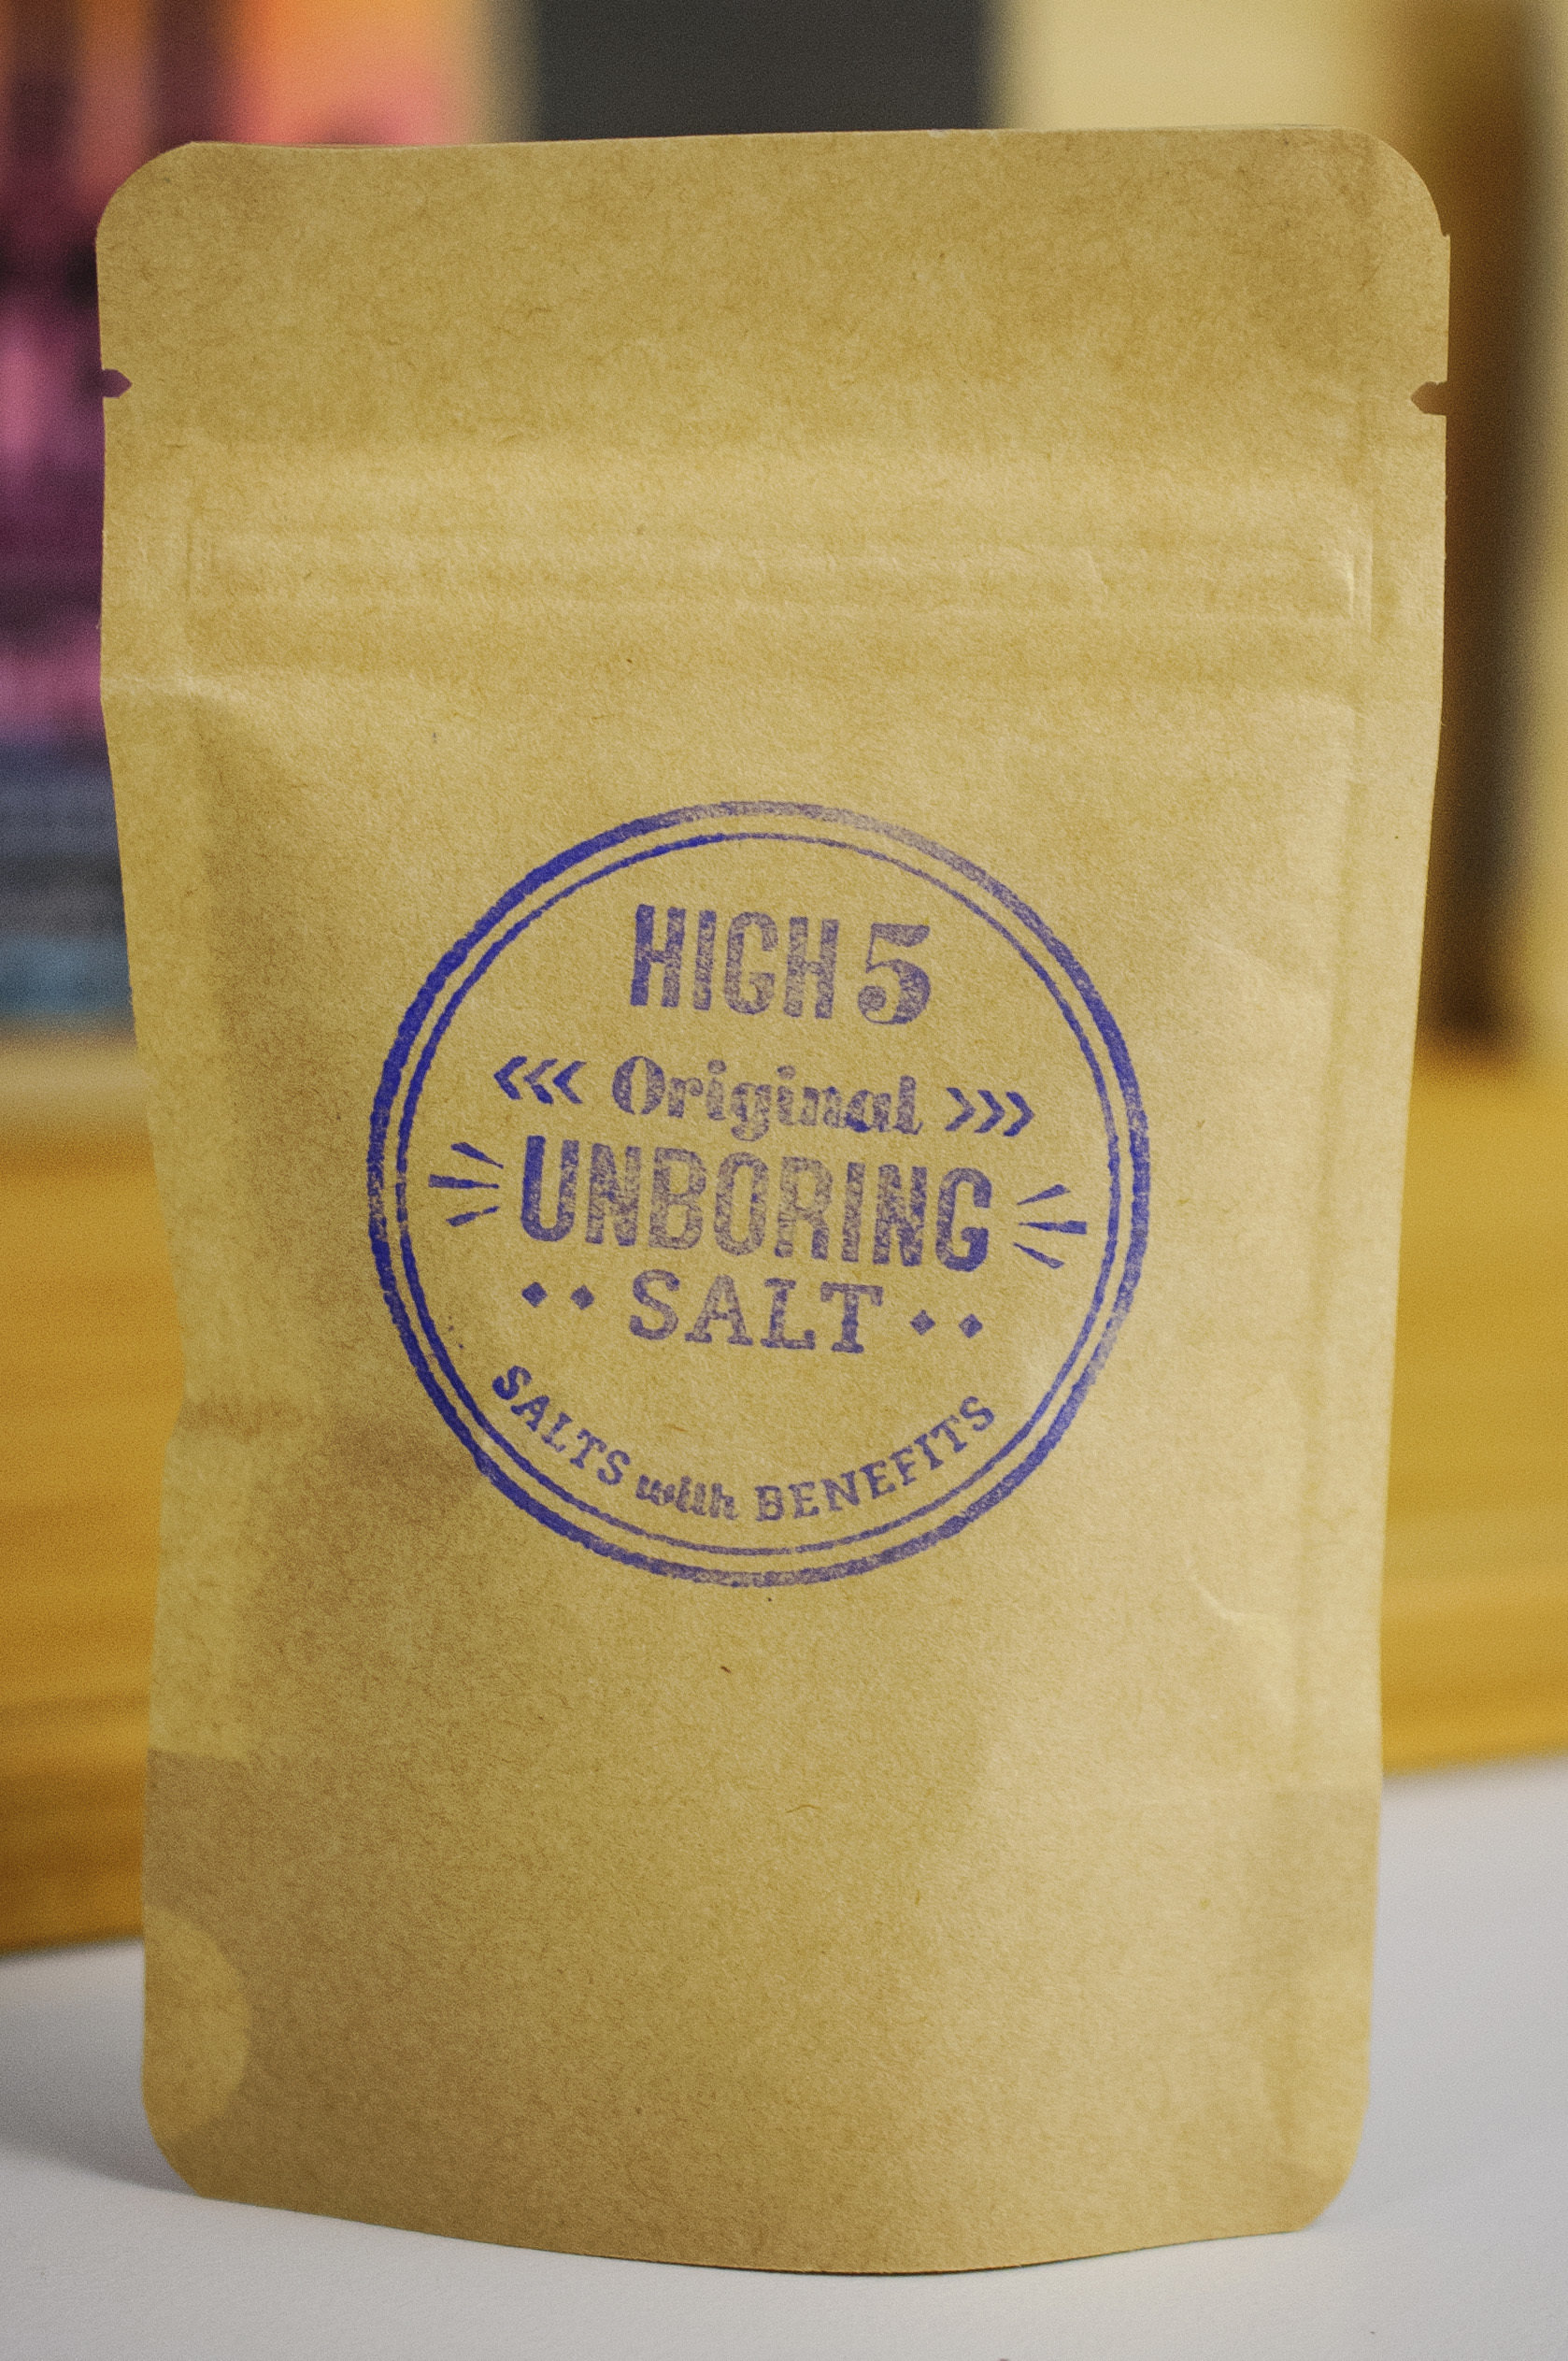 HIGH 5
Original
UNBORING
SALT
SALTS with BENEFITS